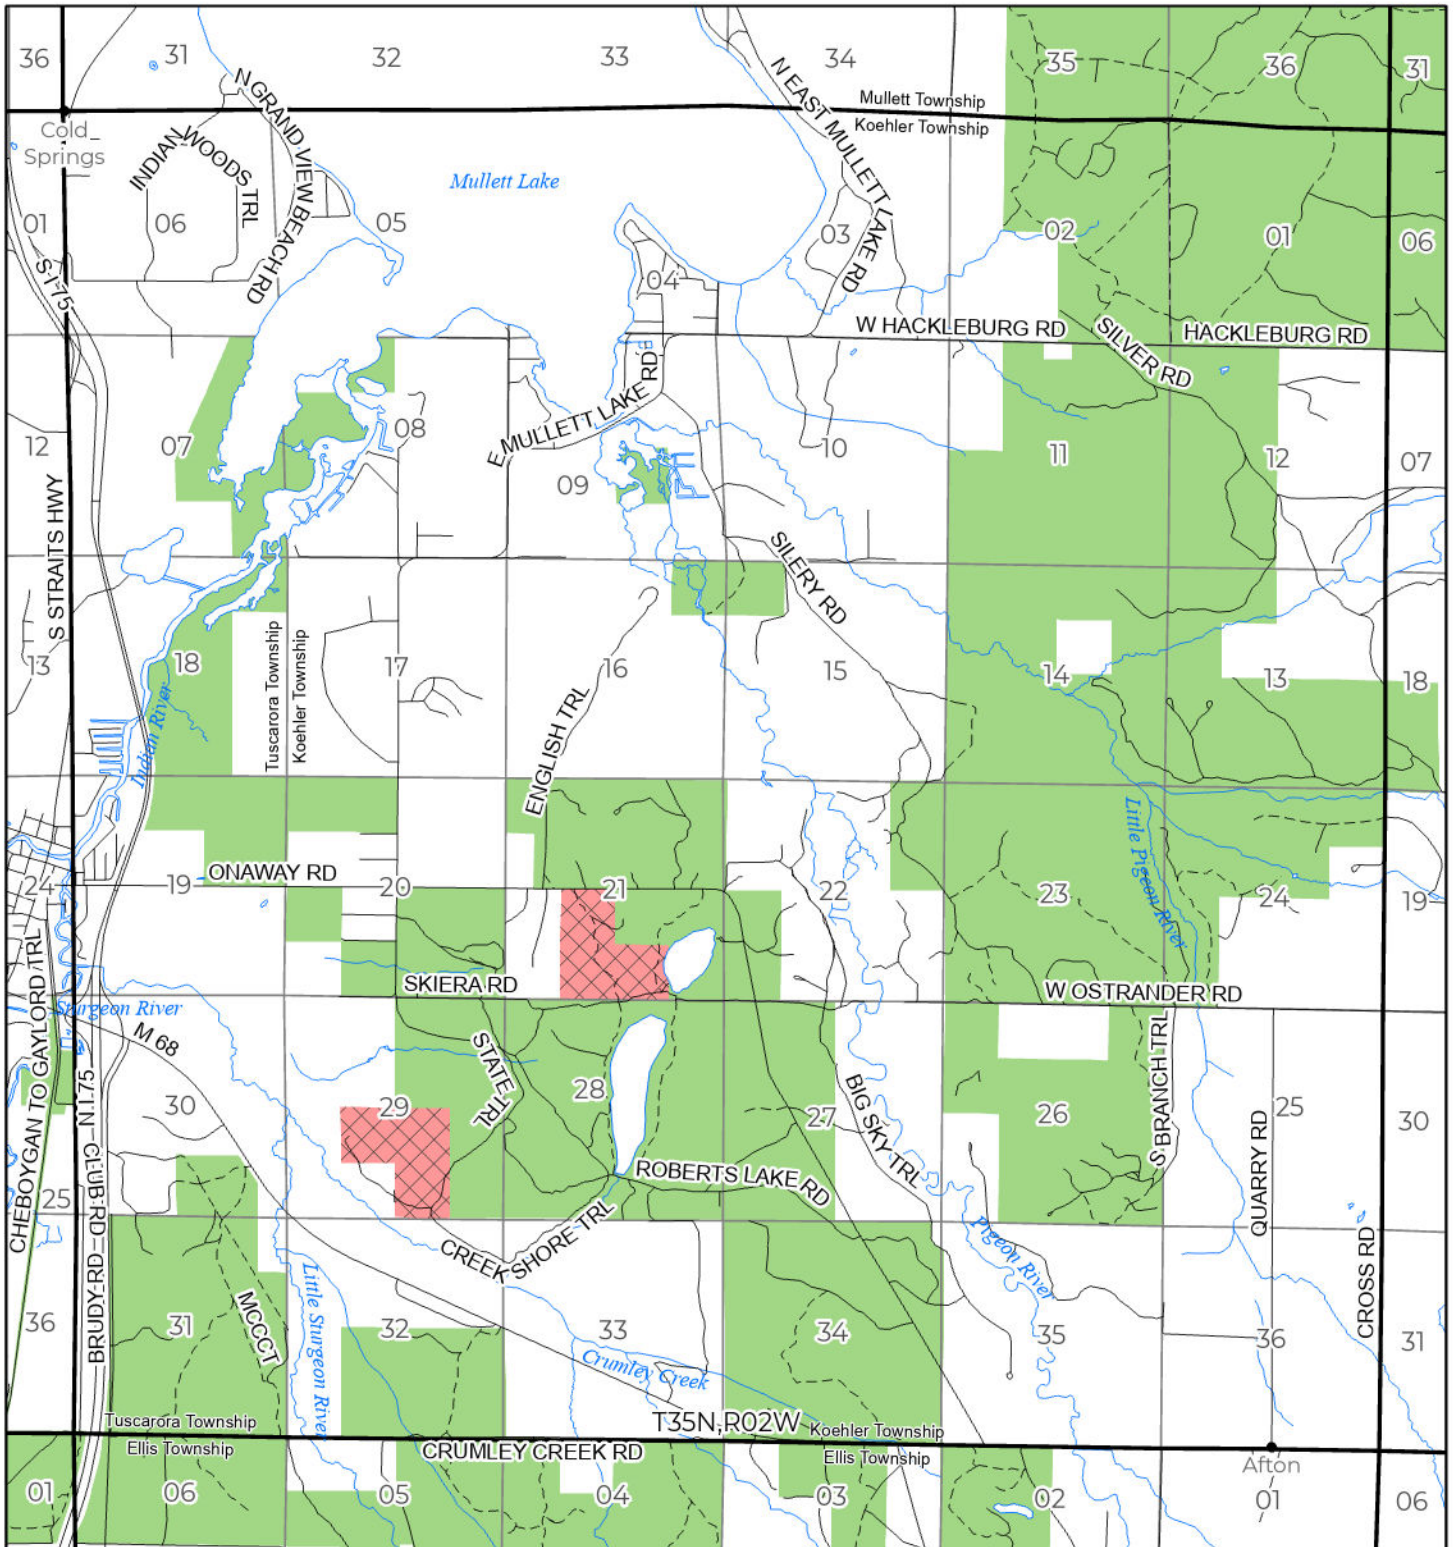 36
31
32
33
34
35
36
31
N GRAND VIEW BEACH RD
N EAST MULLETT LAKE RD
Mullett Township
Koehler Township
Cold_
Springs
INDIAN WOODS TRL
Mullett Lake
01
06
05
04
03
02
01
06
S I 75
W HACKLEBURG RD
SILVER RD
HACKLEBURG RD
E MULLETT LAKE RD
12
07
08
09
10
11
12
07
S STRAITS HWY
SILERY RD
Tuscarora Township
Koehler Township
13
18
17
16
15
14
13
18
Indian River
ENGLISH TRL
Little Pigeon River
ONAWAY RD
24
19
20
21
22
23
24
19
SKIERA RD
W OSTRANDER RD
Sturgeon River
M 68
CHEBOYGAN TO GAYLORD TRL
N I 75
STATE TRL
BIG SKY TRL
S BRANCH TRL
QUARRY RD
30
29
28
27
26
25
30
25
ROBERTS LAKE RD
CREEK SHORE TRL
Pigeon River
CLUB RD
BRUDY RD
MCCCT
Little Sturgeon River
CROSS RD
36
31
32
33
34
35
36
31
Crumley Creek
T35N,R02W
Tuscarora Township
Ellis Township
Koehler Township
Ellis Township
CRUMLEY CREEK RD
Afton
01
06
05
04
03
02
01
06